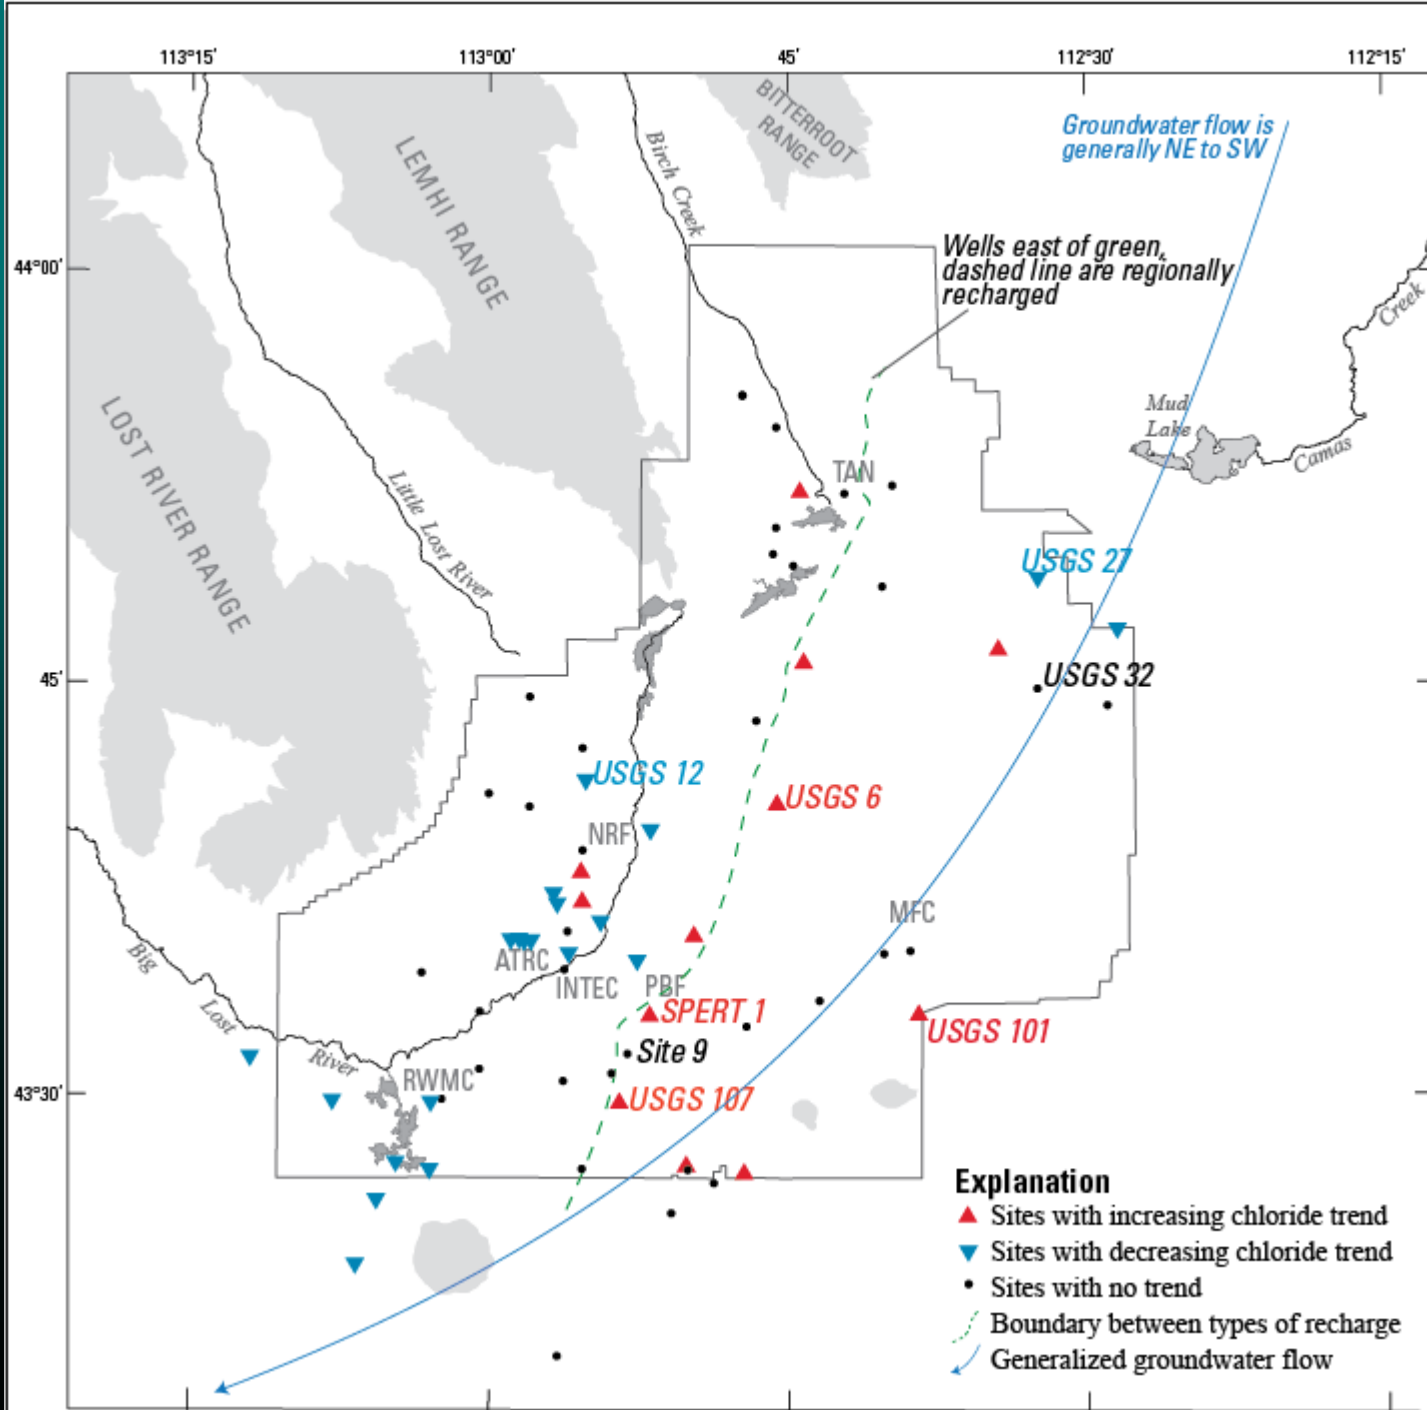 113°15′
113°00′
45′
112°30′
112°15′
BITTERROOT
RANGE
Groundwater flow is
generally NE to SW
LEMHI RANGE
Birch Creek
44°00′
Wells east of green,
dashed line are regionally
recharged
Creek
Mud
Lake
Camas
LOST RIVER RANGE
TAN
Little Lost River
USGS 27
45′
USGS 32
USGS 12
USGS 6
NRF
MFC
Big
ATRC
INTEC
PBF
Lost
SPERT 1
USGS 101
River
Site 9
RWMC
43°30′
USGS 107
Explanation
Sites with increasing chloride trend
Sites with decreasing chloride trend
Sites with no trend
Boundary between types of recharge
Generalized groundwater flow